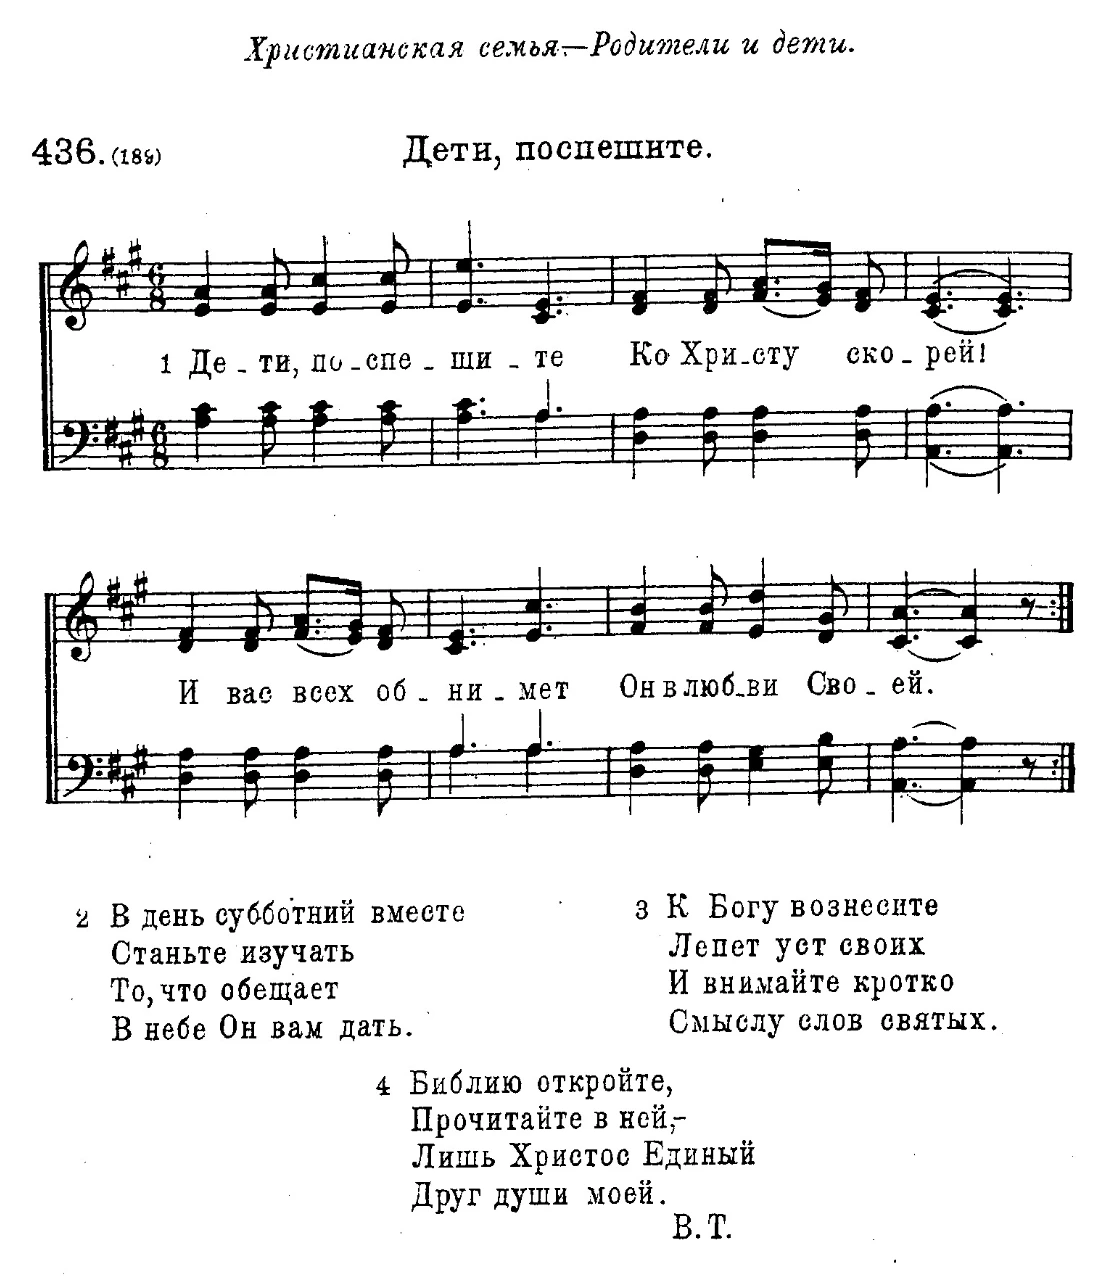 Христианская семья—Родители и дети.
436. (189) Дети, поспешите.
6 8
1 Де - ти, по - спе - ши - те Ко Хри - сту ско - рей!
6 8
И вас всех об - ни - мет Он в люб - ви Сво - ей.
2 В день субботний вместе
Станьте изучать
То, что обещает
В небе Он вам дать.
3 К Богу вознесите
Лепет уст своих
И внимайте кротко
Смыслу слов святых.
4 Библию откройте,
Прочитайте в ней,-
Лишь Христос Единый
Друг души моей.
В. Т.